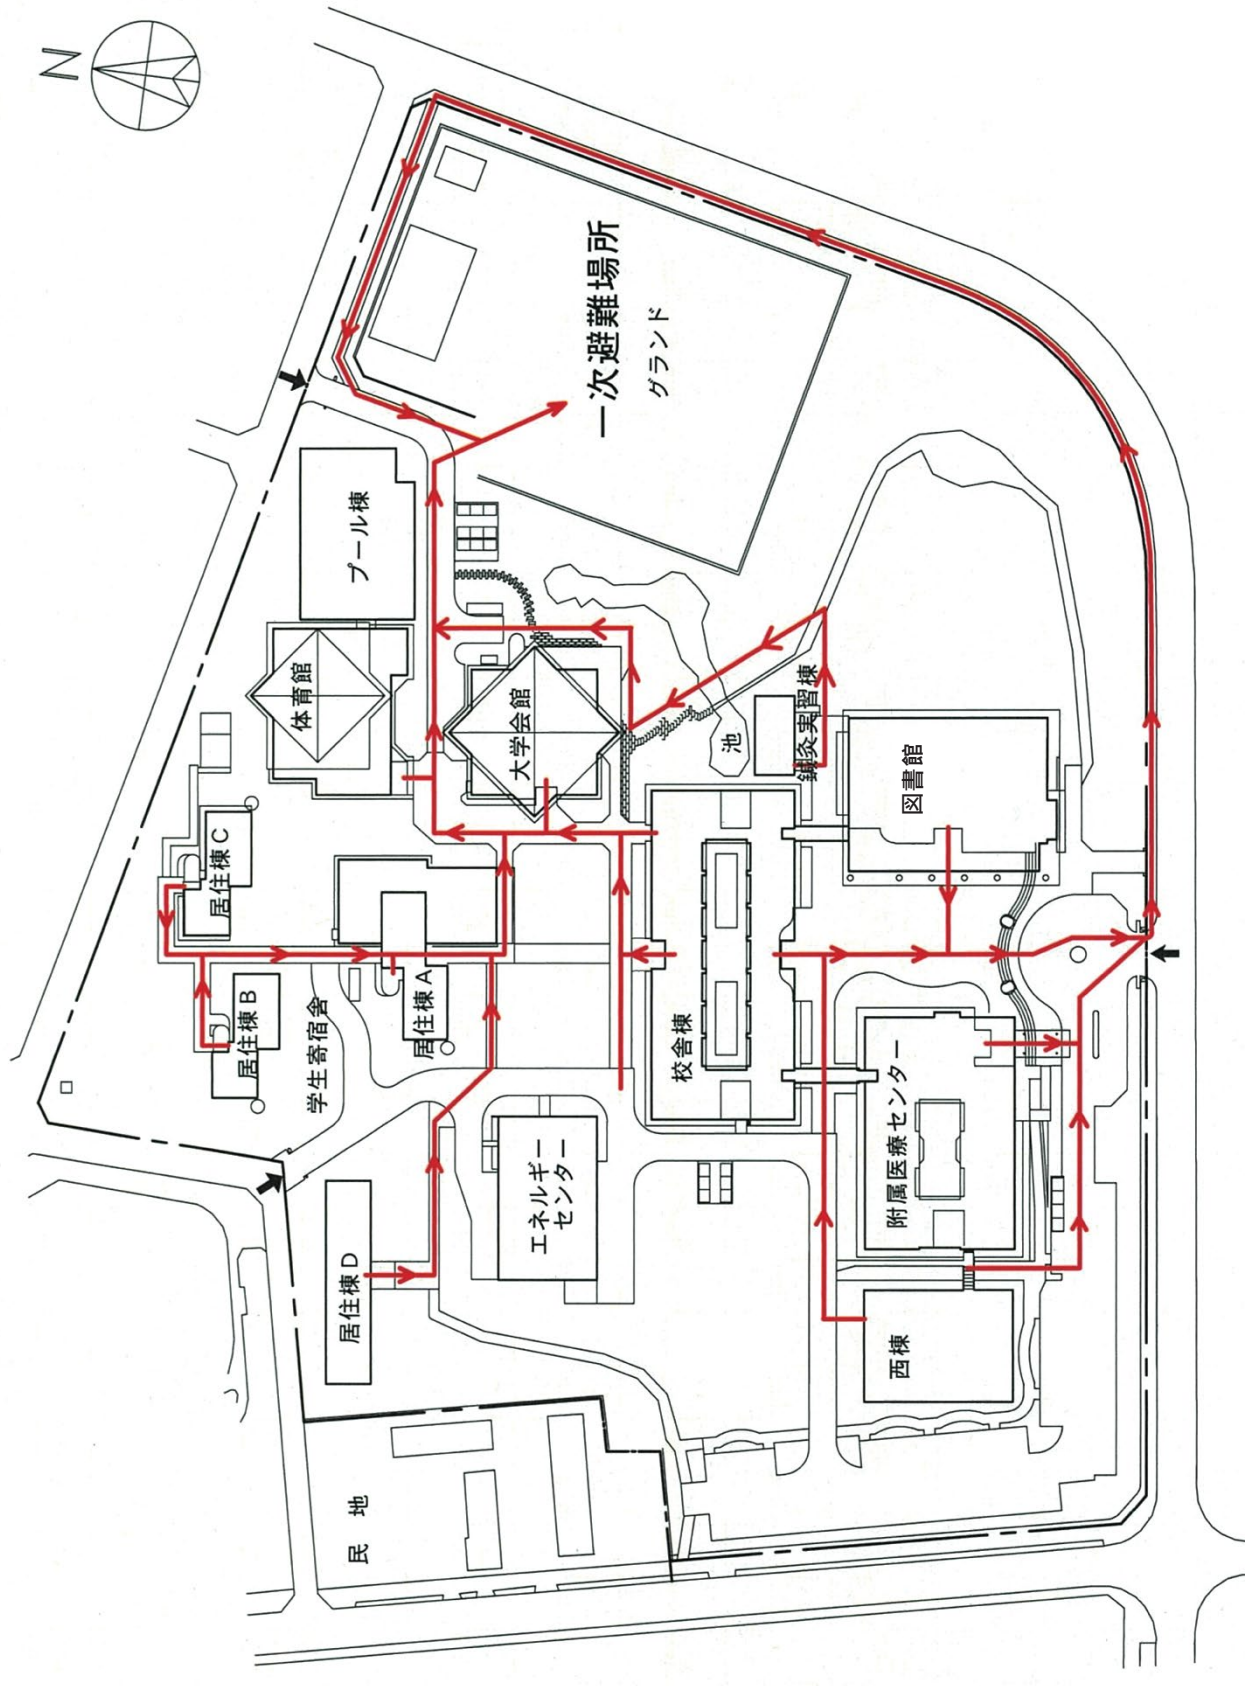 N
一次避難場所
グランド
プール棟
体育館
大学会館
池
鍼灸実習棟
図書館
居住棟C
居住棟B
居住棟A
学生寄宿舎
校舎棟
附属医療センター
エネルギー
センター
居住棟D
西棟
民 地